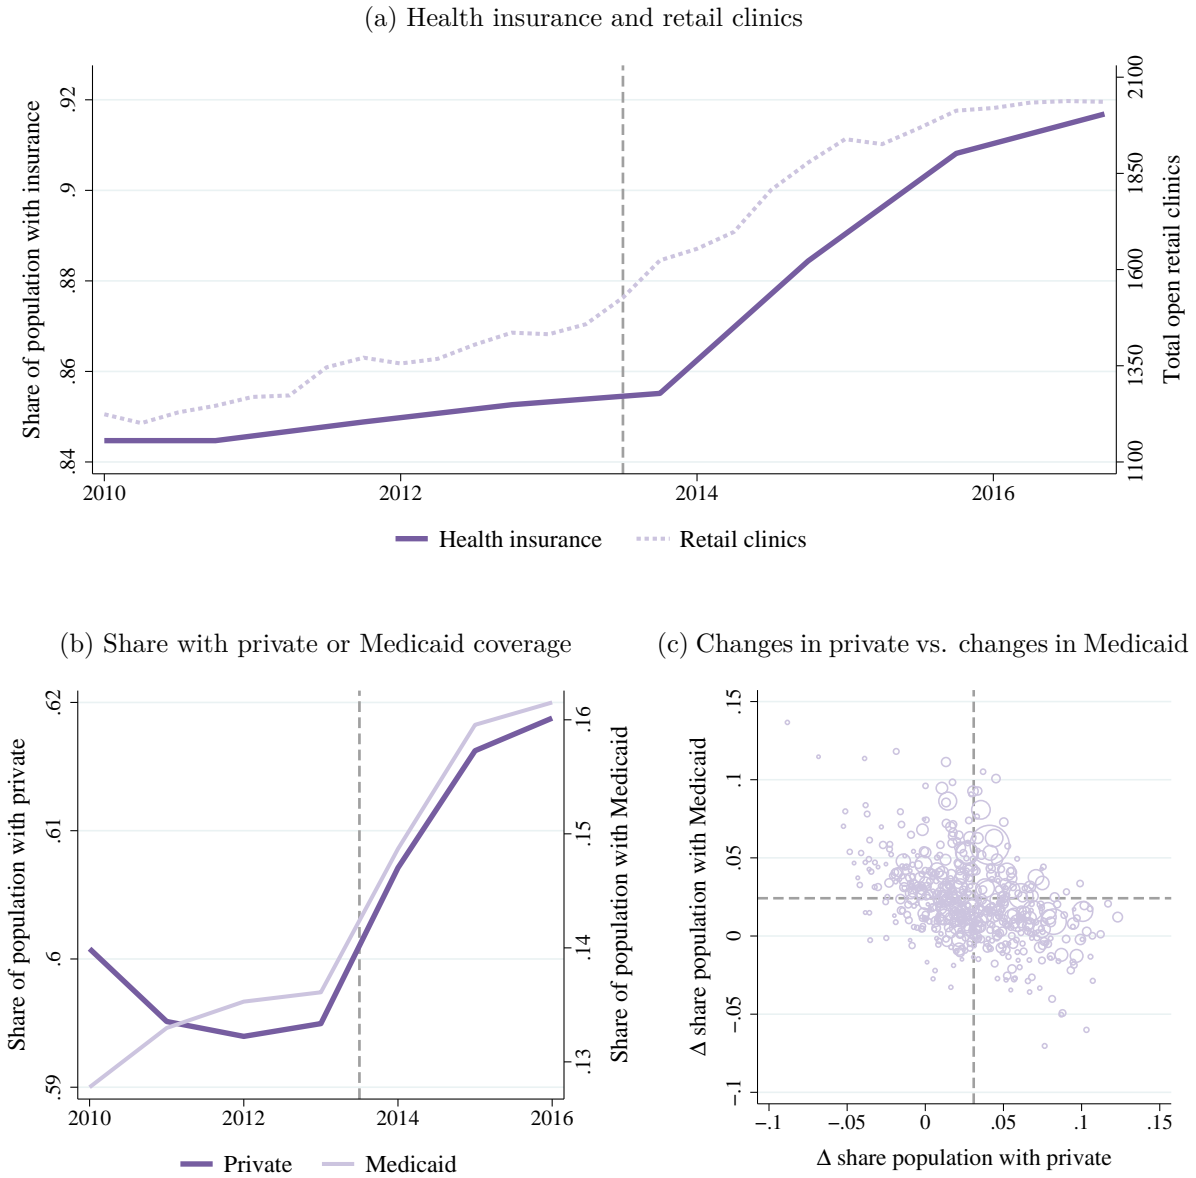 (a) Health insurance and retail clinics
Share of population with insurance
.84
.86
.88
.9
.92
Total open retail clinics
1100
1350
1600
1850
2100
2010
2012
2014
2016
Health insurance
Retail clinics
(b) Share with private or Medicaid coverage
Share of population with private
.59
.6
.61
.62
Share of population with Medicaid
.13
.14
.15
.16
2010
2012
2014
2016
Private
Medicaid
(c) Changes in private vs. changes in Medicaid
Δ share population with Medicaid
−.1
−.05
0
.05
.1
.15
−.1
−.05
0
.05
.1
.15
Δ share population with private